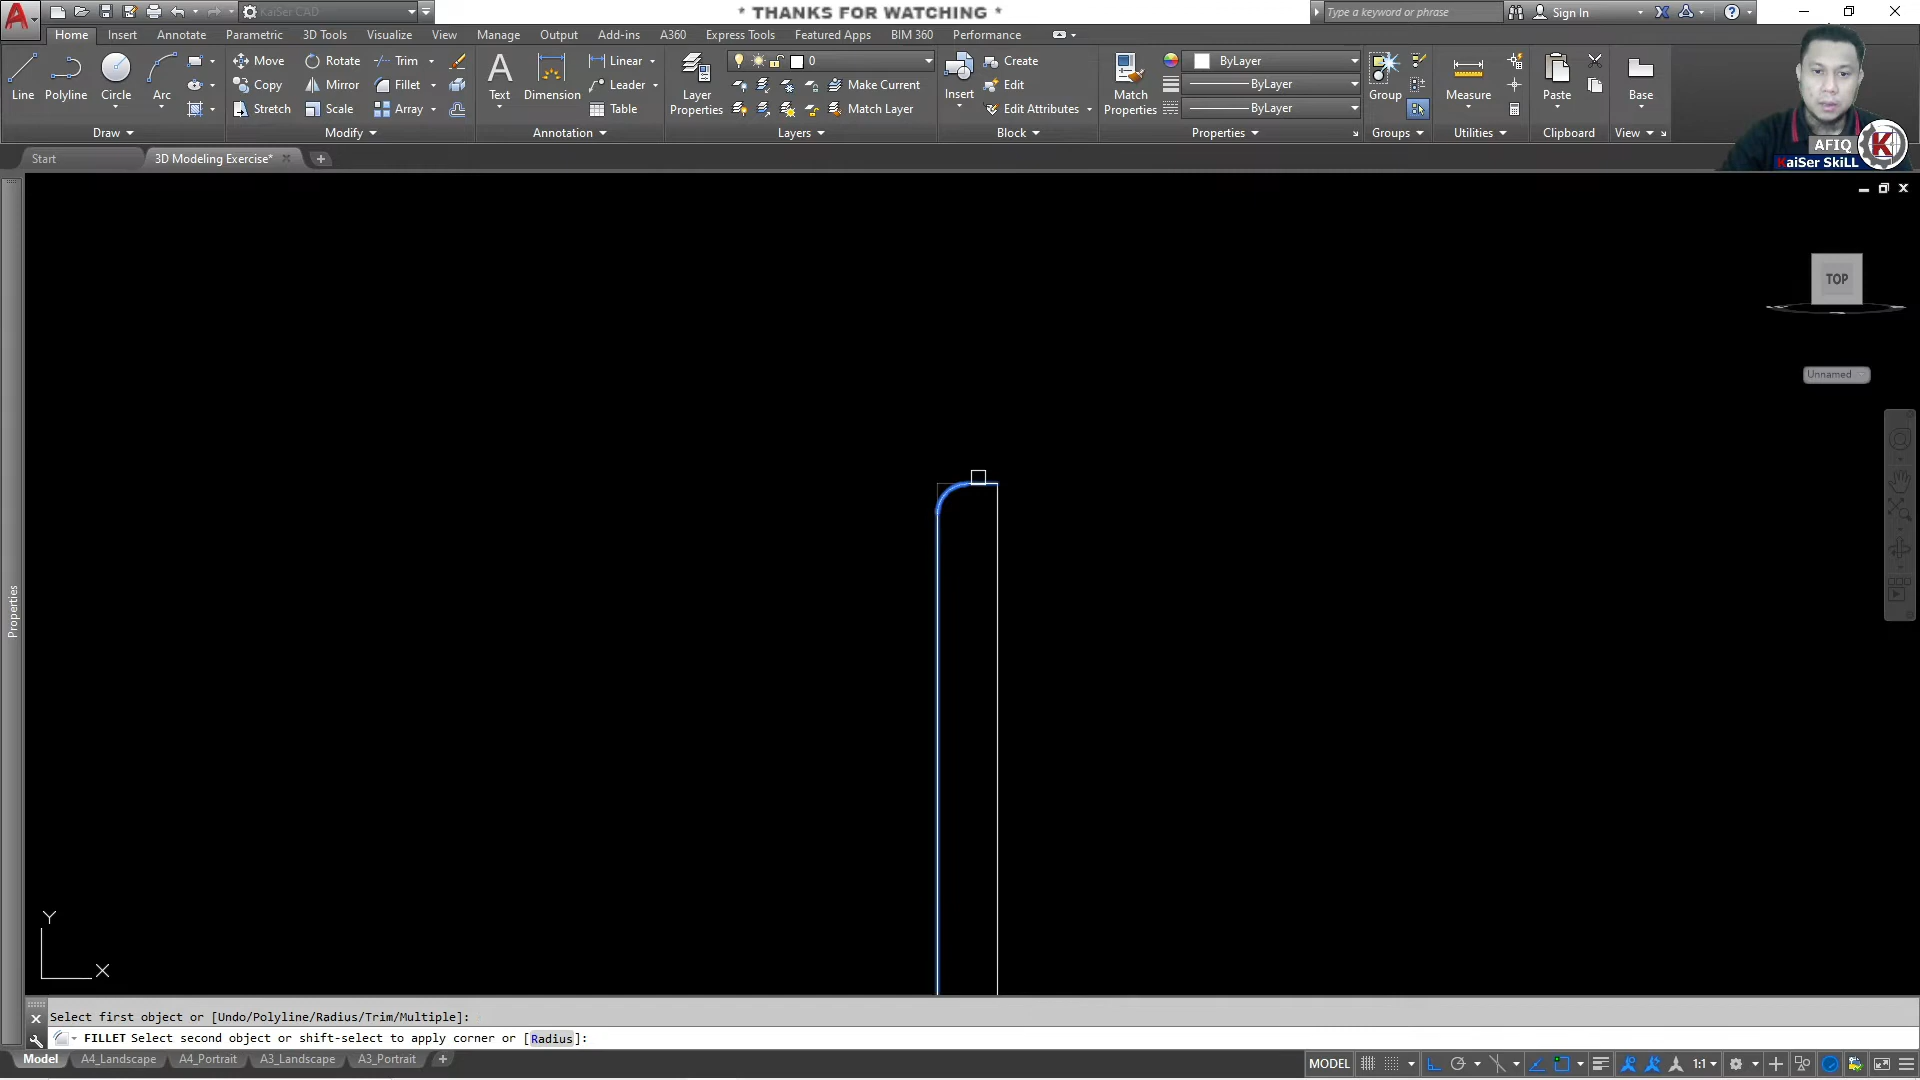 KaiSer CAD
* THANKS FOR WATCHING *
Type a keyword or phrase
Sign In
Home Insert Annotate Parametric 3D Tools Visualize View Manage Output Add-ins A360 Express Tools Featured Apps BIM 360 Performance
Line Polyline Circle Arc
Draw
Move Rotate Trim
Copy Mirror Fillet
Stretch Scale Array
Modify
Text Dimension
Linear
Leader
Table
Annotation
Layer Properties
0
Make Current
Match Layer
Layers
Insert
Create
Edit
Edit Attributes
Block
Match Properties
ByLayer
ByLayer
ByLayer
Properties
Group
Groups
Measure
Utilities
Paste
Clipboard
Base
View
AFIQ
KaiSer SkiLL
K
Start
3D Modeling Exercise*
TOP
Unnamed
Properties
Y
X
Select first object or [Undo/Polyline/Radius/Trim/Multiple]:
FILLET Select second object or shift-select to apply corner or [Radius]:
Model A4_Landscape A4_Portrait A3_Landscape A3_Portrait
MODEL
1:1